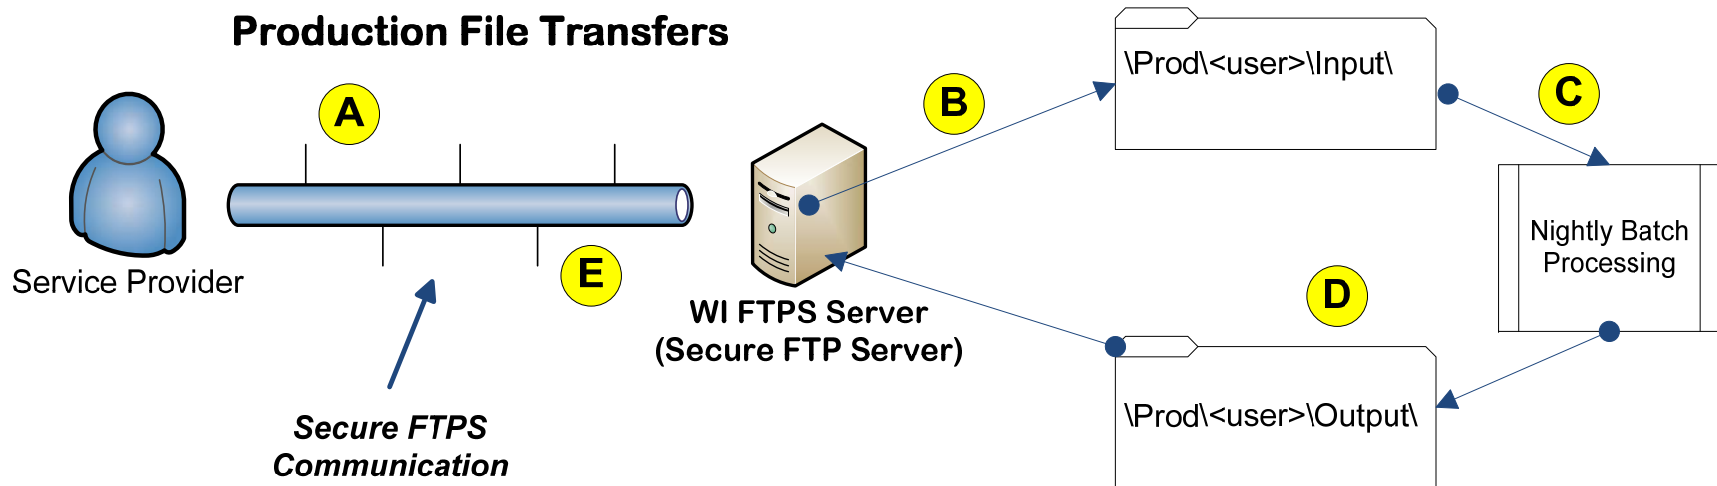 Production File Transfers
A
B
\Prod\<user>\Input\
C
Service Provider
E
WI FTPS Server
(Secure FTP Server)
D
Nightly Batch
Processing
\Prod\<user>\Output\
Secure FTPS
Communication